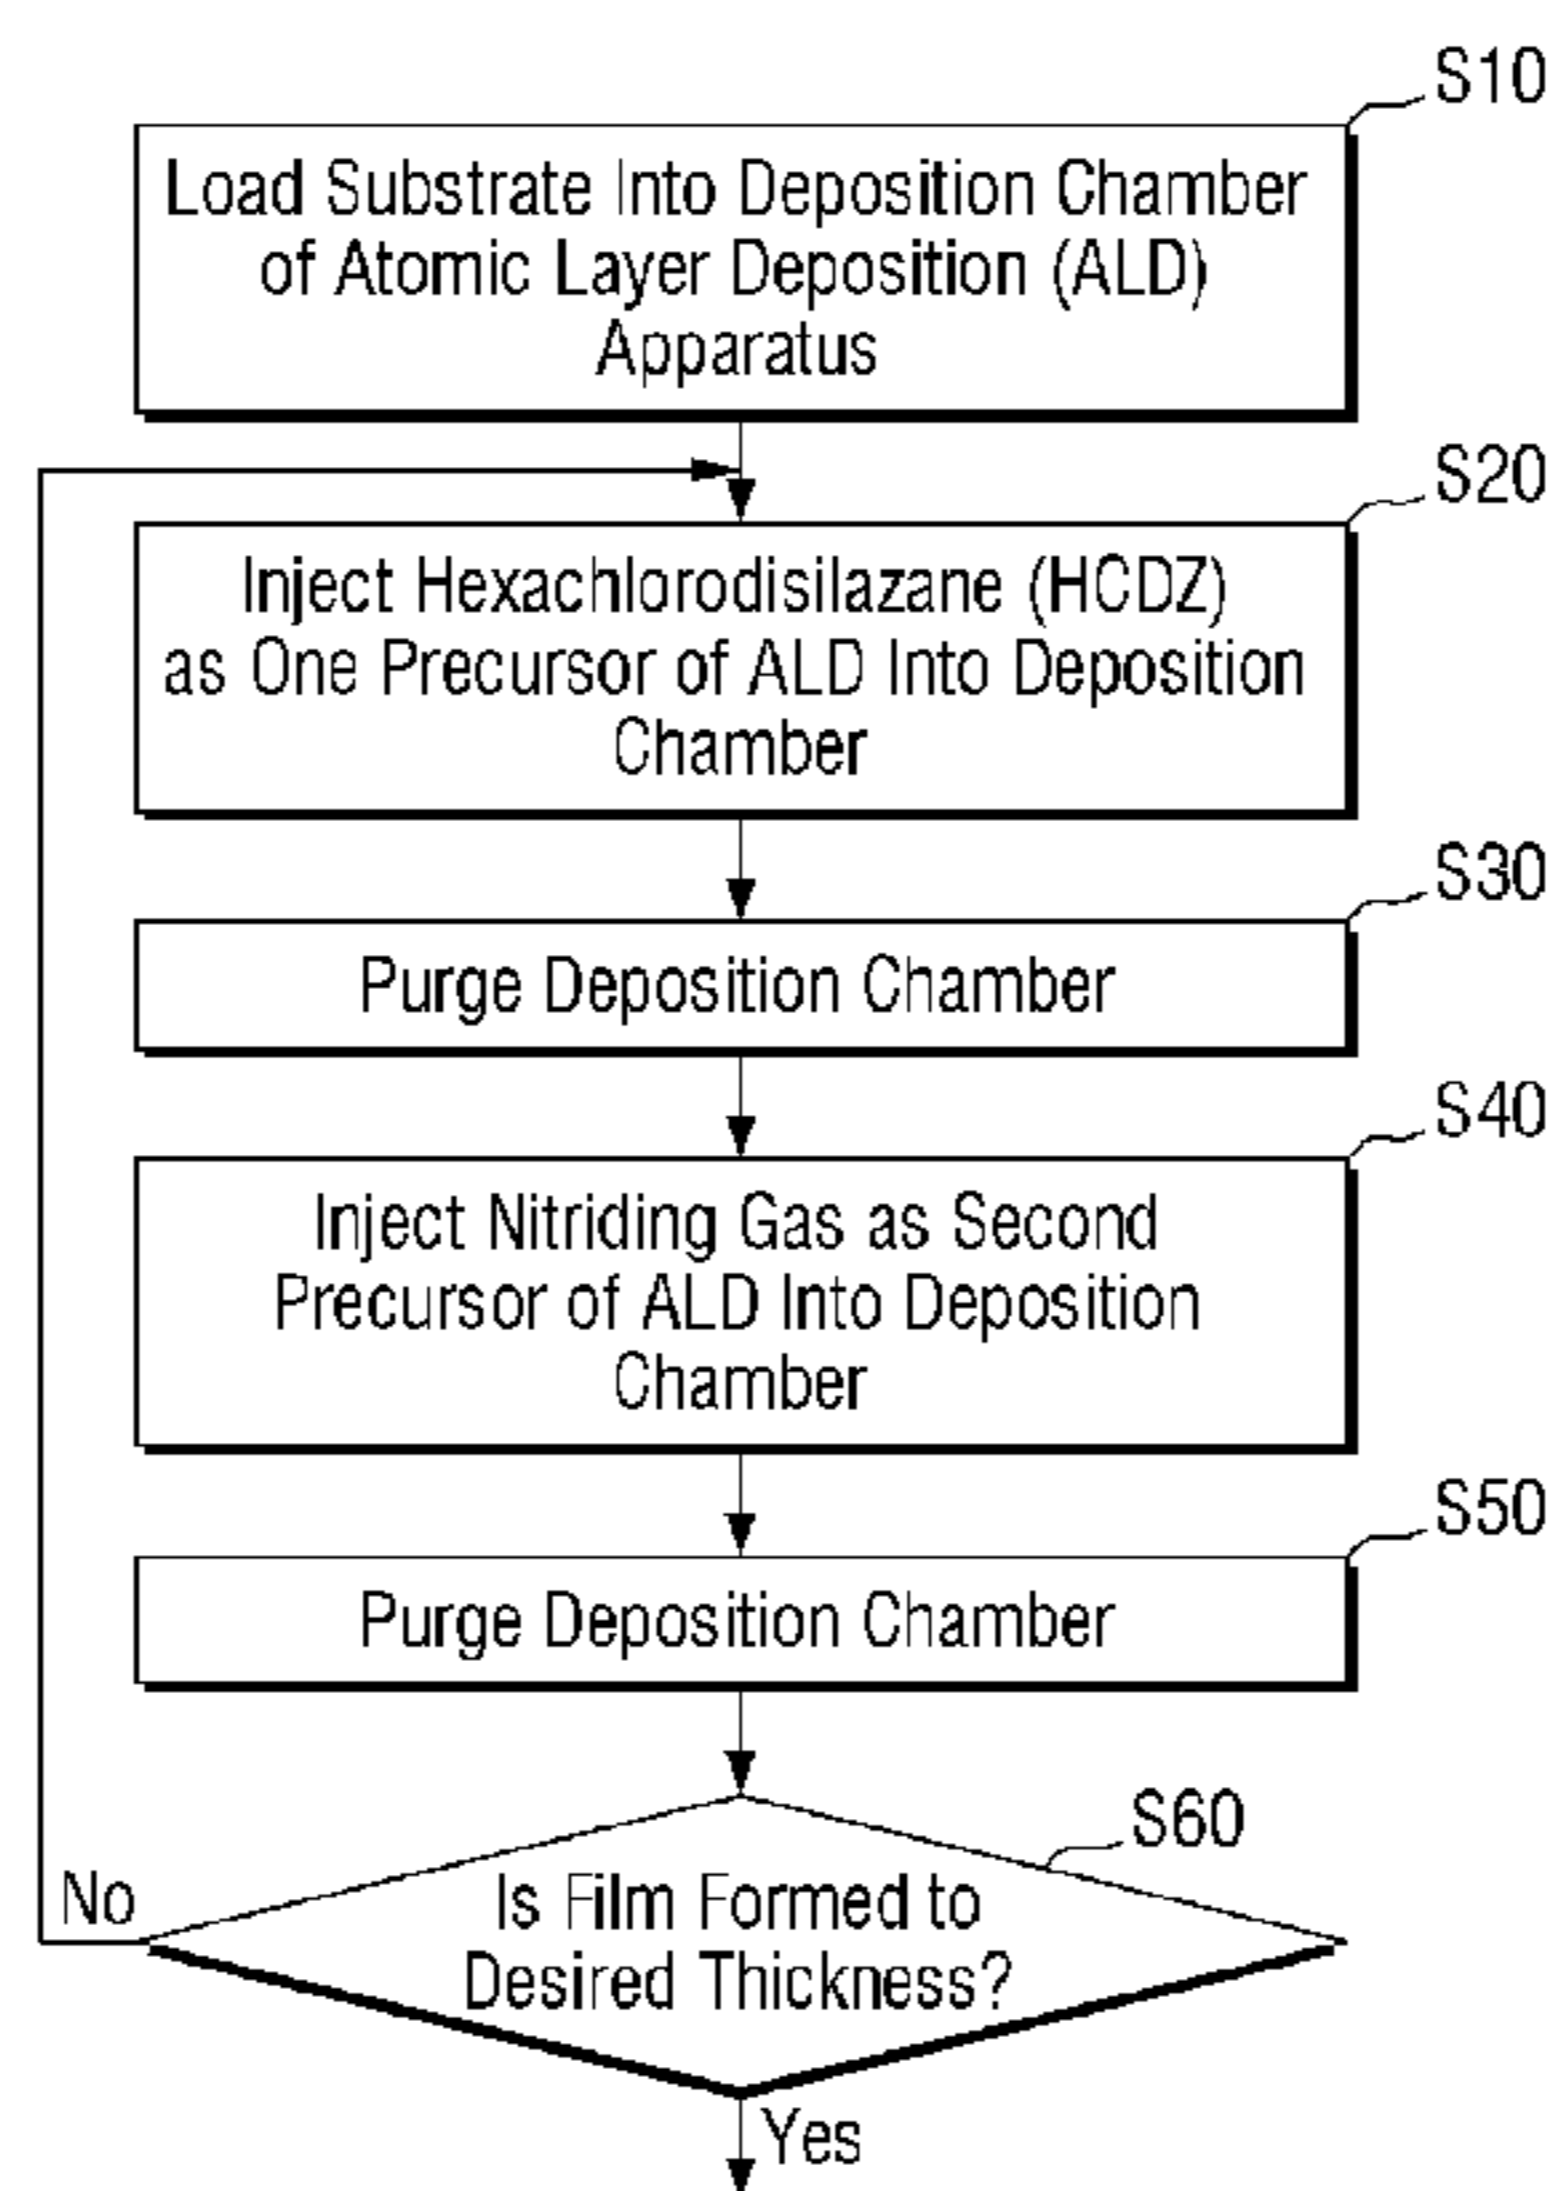 S10
Load Substrate Into Deposition Chamber
of Atomic Layer Deposition (ALD)
Apparatus
S20
Inject Hexachlorodisilazane (HCDZ)
as One Precursor of ALD Into Deposition
Chamber
S30
Purge Deposition Chamber
S40
Inject Nitriding Gas as Second
Precursor of ALD Into Deposition
Chamber
S50
Purge Deposition Chamber
S60
No
Is Film Formed to
Desired Thickness?
Yes